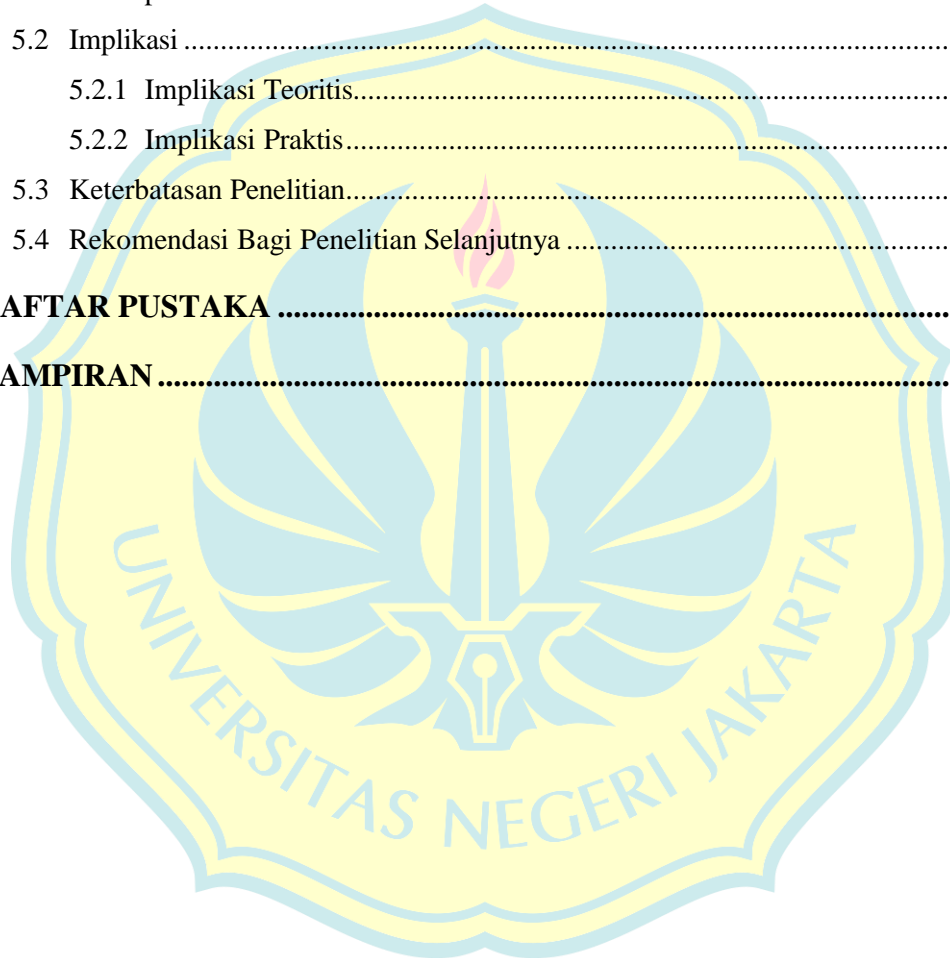 5.2 Implikasi ..........................................................................................................
5.2.1 Implikasi Teoritis................................................................................
5.2.2 Implikasi Praktis.................................................................................
5.3 Keterbatasan Penelitian.................................................................................
5.4 Rekomendasi Bagi Penelitian Selanjutnya ...................................................
AFTAR PUSTAKA .........................................................................................
AMPIRAN .........................................................................................................
UNIVERSITAS NEGERI JAKARTA